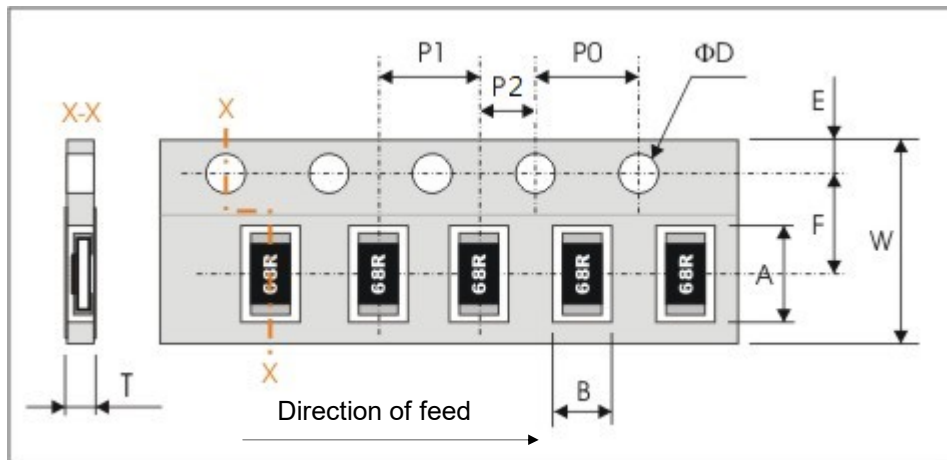 P1
P0
ΦD
P2
E
X-X
X
F
W
A
68R
68R
68R
68R
68R
X
T
B
Direction of feed